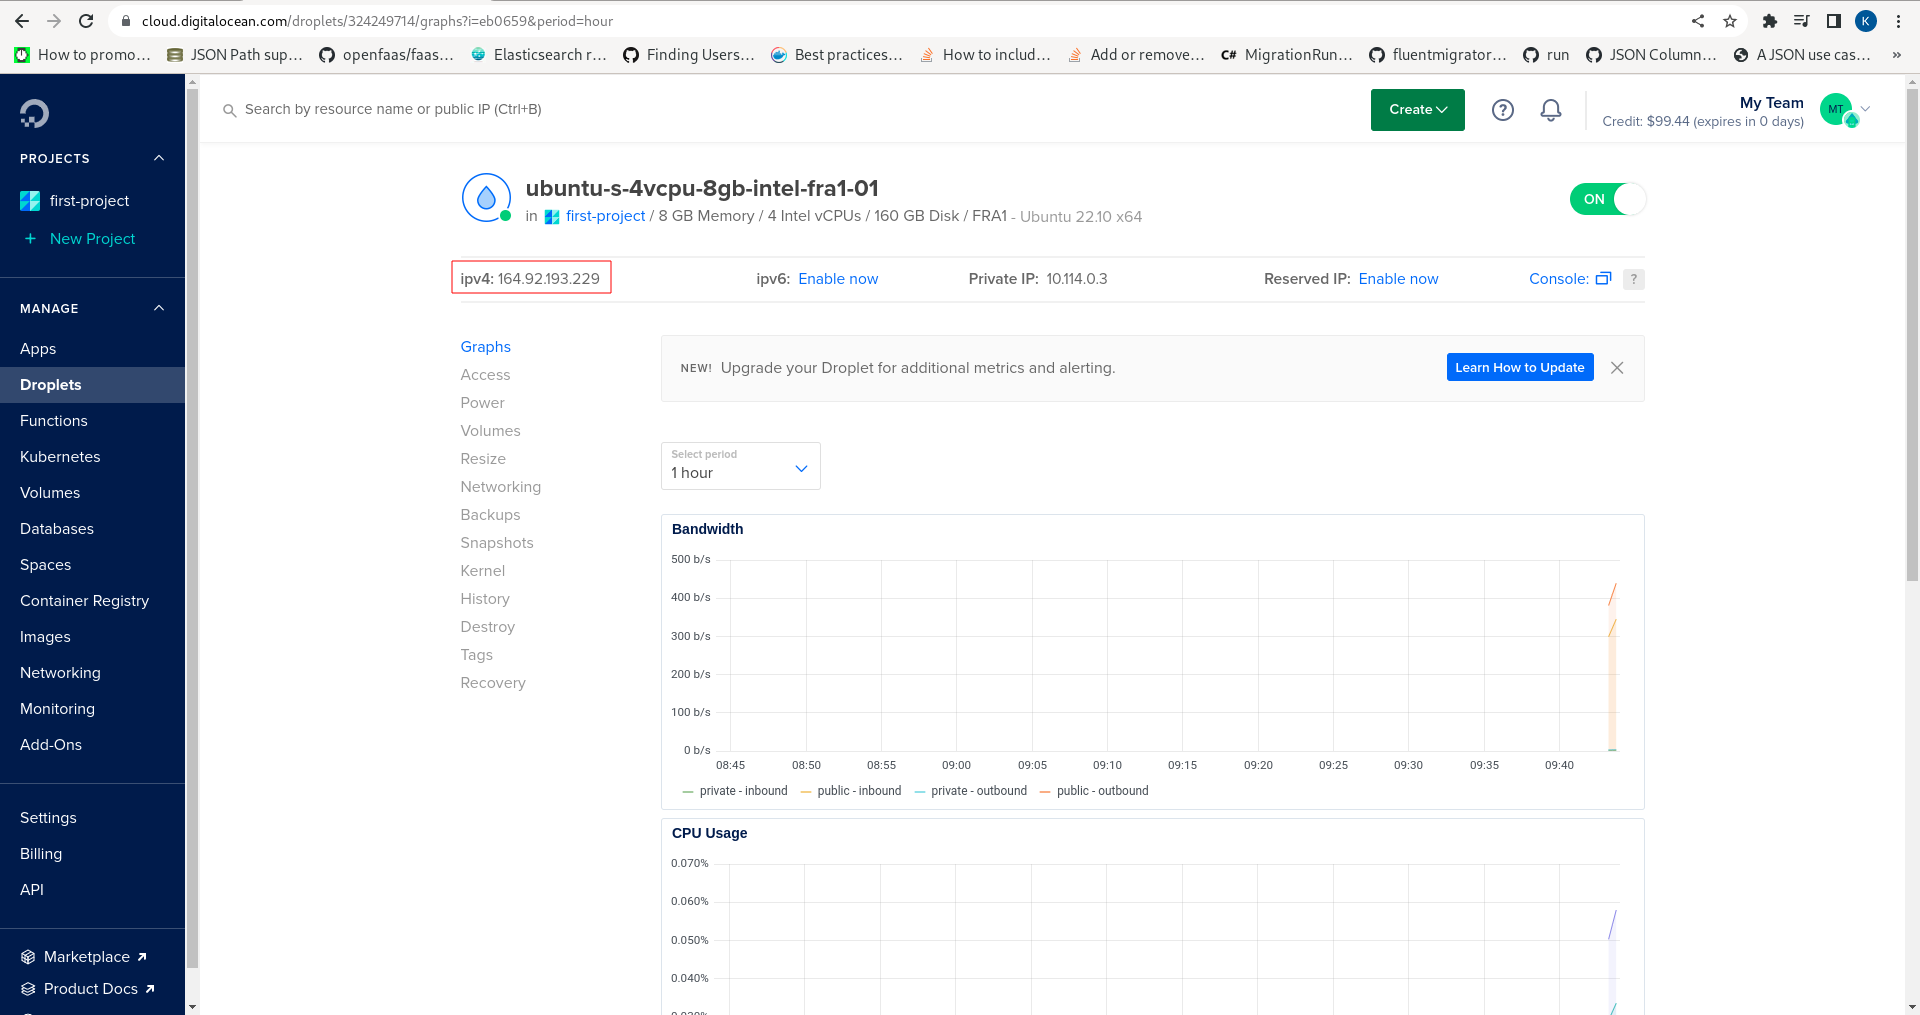 cloud.digitalocean.com/droplets/324249714/graphs?i=eb0659&period=hour
K
How to promo…
JSON Path sup…
openfaas/faas…
Elasticsearch r…
Finding Users…
Best practices…
How to includ…
Add or remove…
C# MigrationRun…
fluentmigrator…
run
JSON Column…
A JSON use cas…
»
Search by resource name or public IP (Ctrl+B)
Create
?
My Team
Credit: $99.44 (expires in 0 days)
MT
PROJECTS
first-project
+ New Project
MANAGE
Apps
Droplets
Functions
Kubernetes
Volumes
Databases
Spaces
Container Registry
Images
Networking
Monitoring
Add-Ons
Settings
Billing
API
Marketplace
Product Docs
ubuntu-s-4vcpu-8gb-intel-fra1-01
in first-project / 8 GB Memory / 4 Intel vCPUs / 160 GB Disk / FRA1 - Ubuntu 22.10 x64
ON
ipv4: 164.92.193.229
ipv6: Enable now
Private IP: 10.114.0.3
Reserved IP: Enable now
Console:
?
Graphs
Access
Power
Volumes
Resize
Networking
Backups
Snapshots
Kernel
History
Destroy
Tags
Recovery
NEW! Upgrade your Droplet for additional metrics and alerting.
Learn How to Update
Select period
1 hour
Bandwidth
500 b/s
400 b/s
300 b/s
200 b/s
100 b/s
0 b/s
08:45 08:50 08:55 09:00 09:05 09:10 09:15 09:20 09:25 09:30 09:35 09:40
private - inbound public - inbound private - outbound public - outbound
CPU Usage
0.070%
0.060%
0.050%
0.040%